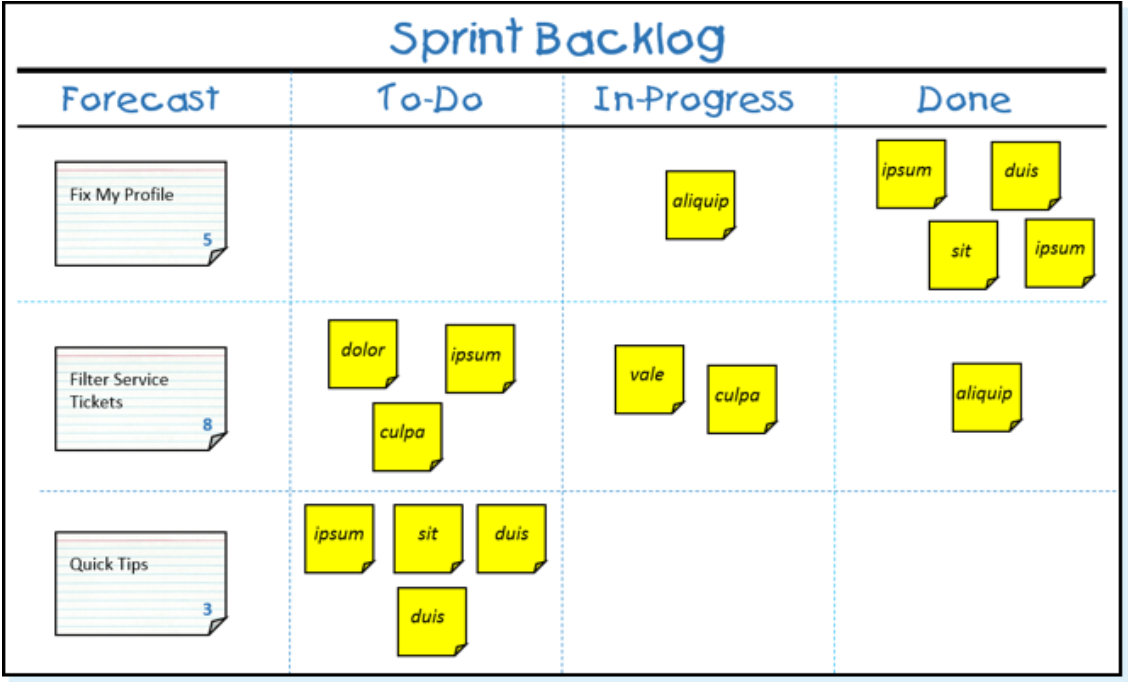 Sprint Backlog
Forecast To-Do In-Progress Done
Fix My Profile
5
aliquip
ipsum duis
sit ipsum
Filter Service
Tickets
8
dolor ipsum
culpa
vale culpa
aliquip
Quick Tips
3
ipsum sit duis
duis